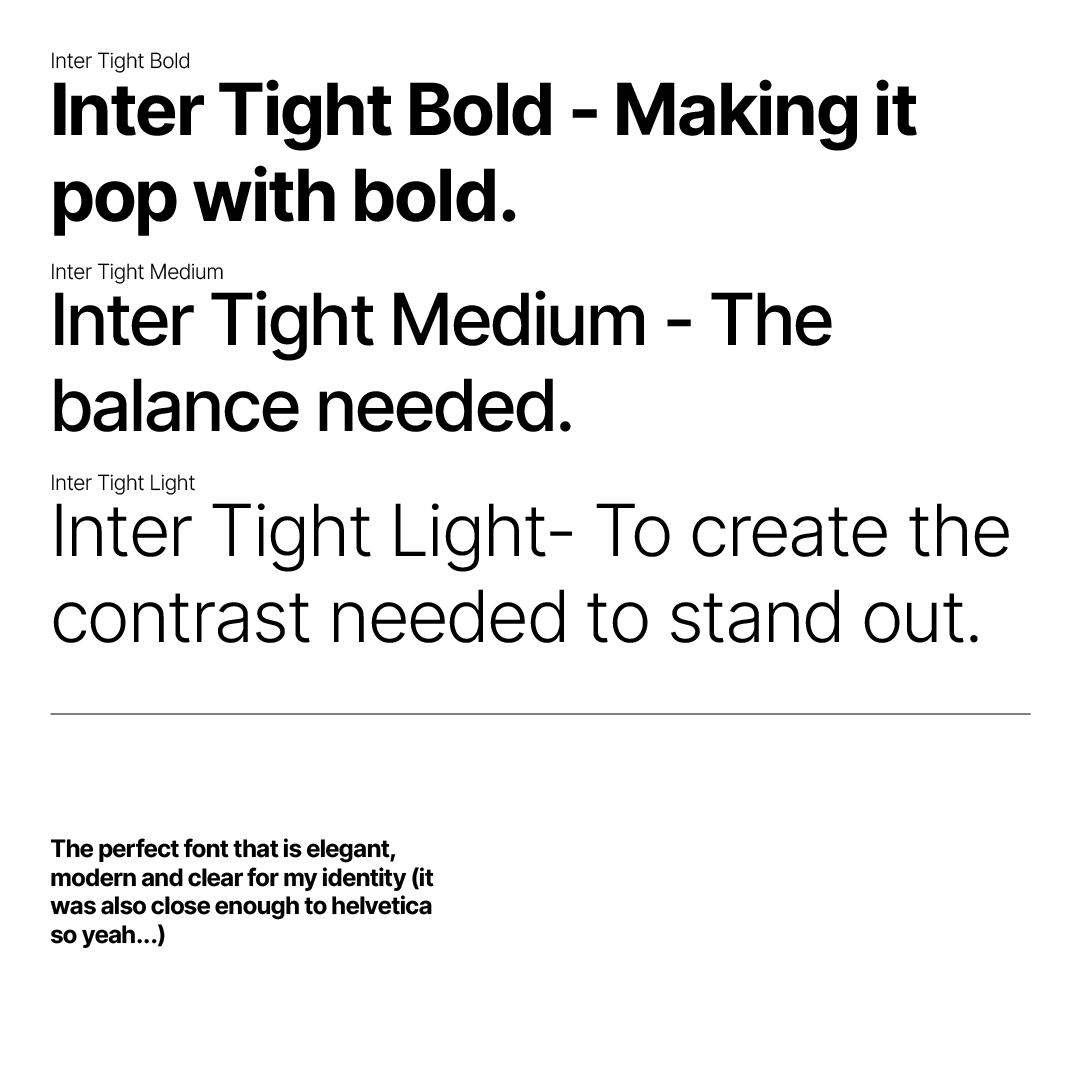 Inter Tight Bold
Inter Tight Bold - Making it
pop with bold.
Inter Tight Medium
Inter Tight Medium - The
balance needed.
Inter Tight Light
Inter Tight Light- To create the
contrast needed to stand out.
The perfect font that is elegant,
modern and clear for my identity (it
was also close enough to helvetica
so yeah...)